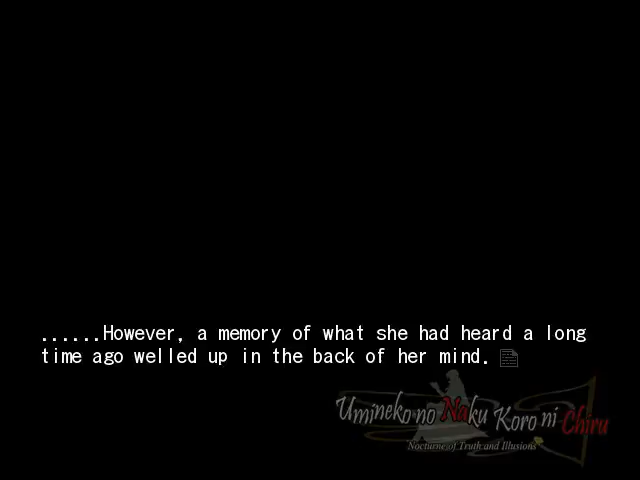 ......However, a memory of what she had heard a long
time ago welled up in the back of her mind.
Umineko no Naku Koro ni Chiru
Nocturne of Truth and Illusions